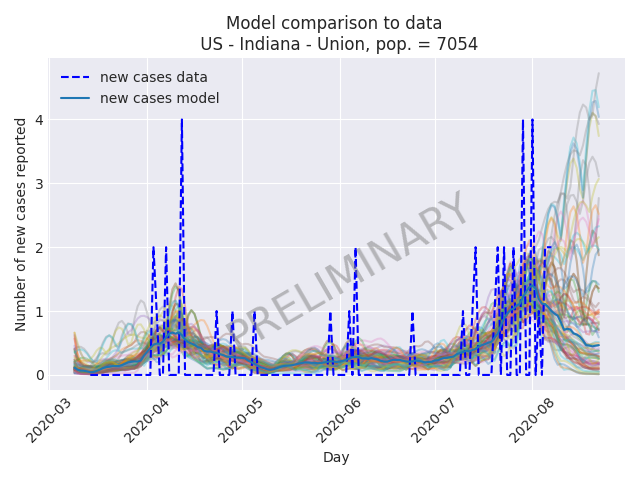 Model comparison to data
US - Indiana - Union, pop. = 7054
new cases data
new cases model
PRELIMINARY
Number of new cases reported
4
3
2
1
0
2020-03
2020-04
2020-05
2020-06
2020-07
2020-08
Day